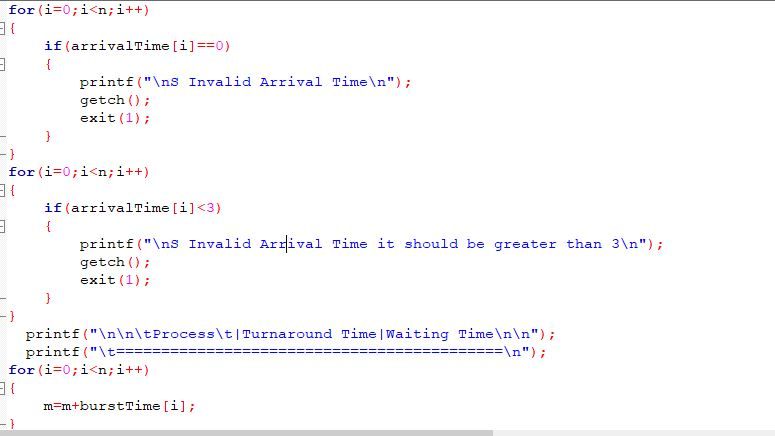 for(i=0;i<n;i++)
{
if(arrivalTime[i]==0)
{
printf("\nS Invalid Arrival Time\n");
getch();
exit(1);
}
}
for(i=0;i<n;i++)
{
if(arrivalTime[i]<3)
{
printf("\nS Invalid Arrival Time it should be greater than 3\n");
getch();
exit(1);
}
}
printf("\n\n\tProcess\t|Turnaround Time|Waiting Time\n\n");
printf("\t===========================================\n");
for(i=0;i<n;i++)
{
m=m+burstTime[i];
}